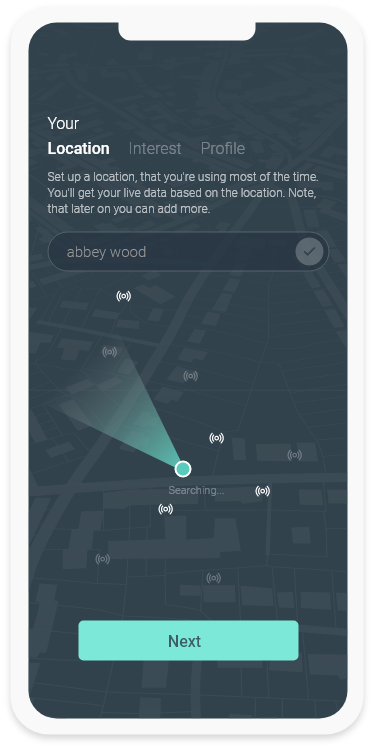 Your
Location Interest Profile
Set up a location, that you're using most of the time.
You'll get your live data based on the location. Note,
that later on you can add more.
abbey wood
Searching...
Next